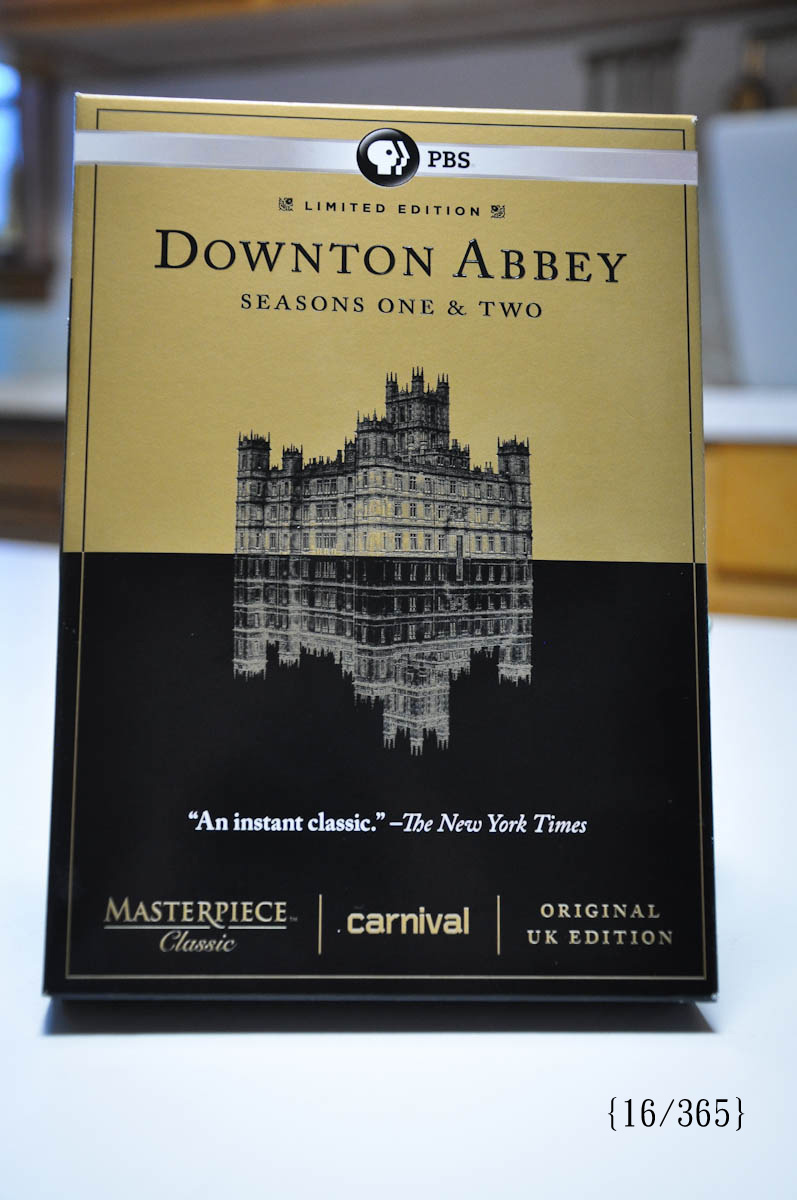 PBS
LIMITED EDITION
DOWNTON ABBEY
SEASONS ONE & TWO
“An instant classic.” –The New York Times
MASTERPIECE™
Classic
carnival
ORIGINAL
UK EDITION
{16/365}